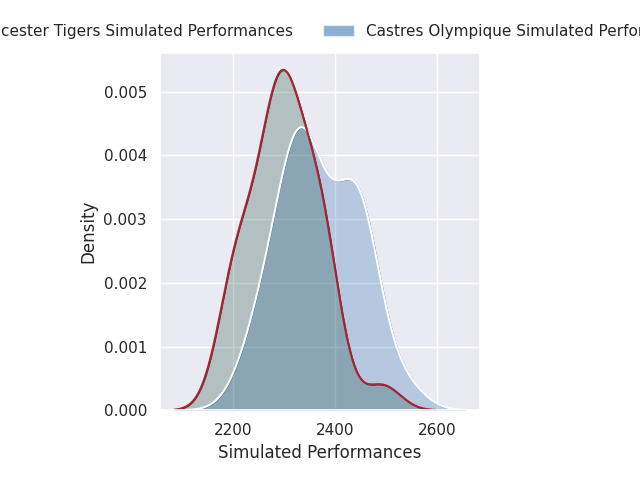 cester Tigers Simulated Performances Castres Olympique Simulated Perfor
0.005
0.004
0.003
0.002
0.001
0.000
Density
2200 2400 2600
Simulated Performances